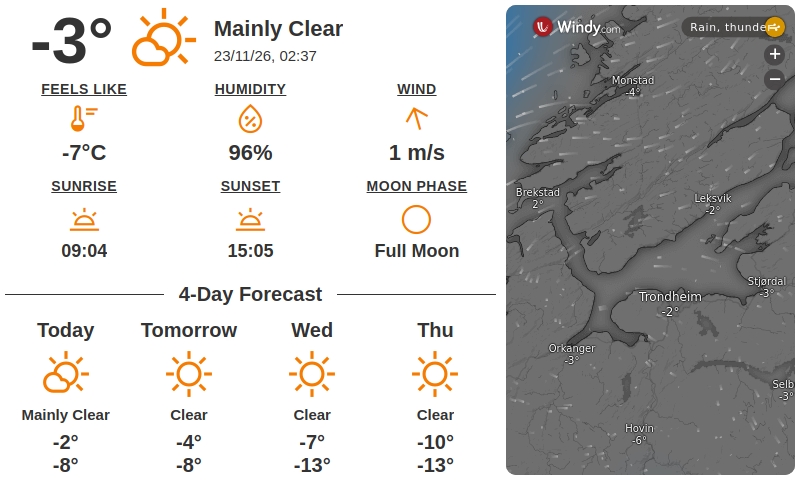 -3°
Mainly Clear
23/11/26, 02:37
FEELS LIKE HUMIDITY WIND
-7°C 96% 1 m/s
SUNRISE SUNSET MOON PHASE
09:04 15:05 Full Moon
4-Day Forecast
Today Tomorrow Wed Thu
Mainly Clear Clear Clear Clear
-2° -4° -7° -10°
-8° -8° -13° -13°
Windy.com Rain, thunde
+
−
Monstad
-4°
Brekstad
2°
Leksvik
-2°
Stjørdal
-3°
Trondheim
-2°
Orkanger
-3°
Selb
-3°
Hovin
-6°